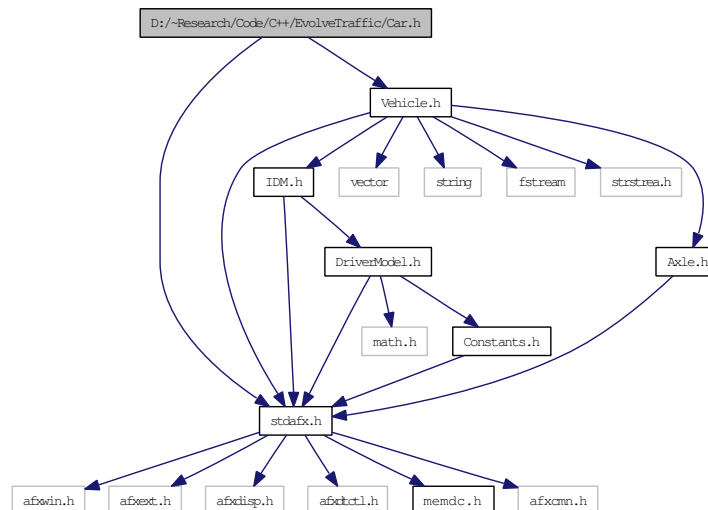 D:/~Research/Code/C++/EvolveTraffic/Car.h
Vehicle.h
IDM.h
vector
string
fstream
strstrea.h
DriverModel.h
Axle.h
math.h
Constants.h
stdafx.h
afxwin.h
afxext.h
afxdisp.h
afxdtctl.h
memdc.h
afxcmn.h